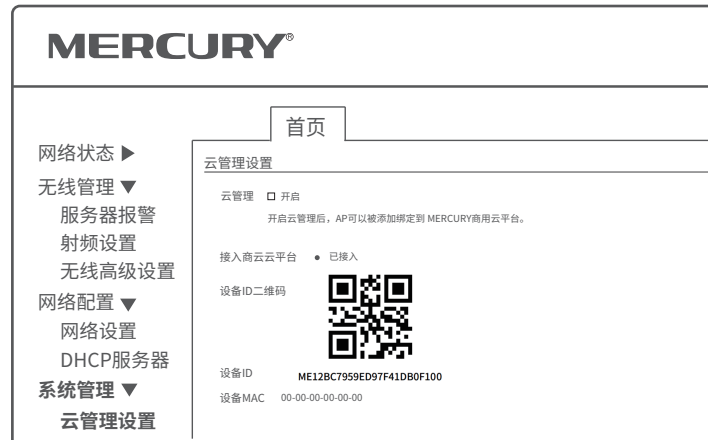 MERCURY®
首页
网络状态 ▶
无线管理 ▼
服务器报警
射频设置
无线高级设置
网络配置 ▼
网络设置
DHCP服务器
系统管理 ▼
云管理设置
云管理设置
云管理 □ 开启
开启云管理后，AP可以被添加绑定到 MERCURY商用云平台。
接入商云云平台 ● 已接入
设备ID二维码
设备ID ME12BC7959ED97F41DB0F100
设备MAC 00-00-00-00-00-00